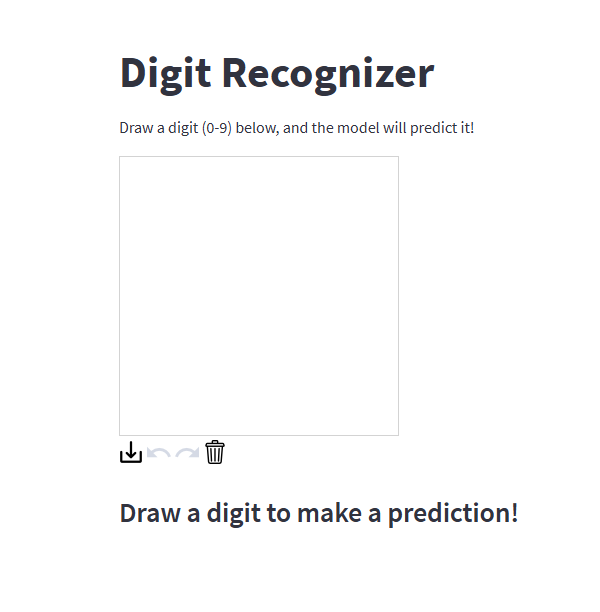 Digit Recognizer
Draw a digit (0-9) below, and the model will predict it!
Draw a digit to make a prediction!